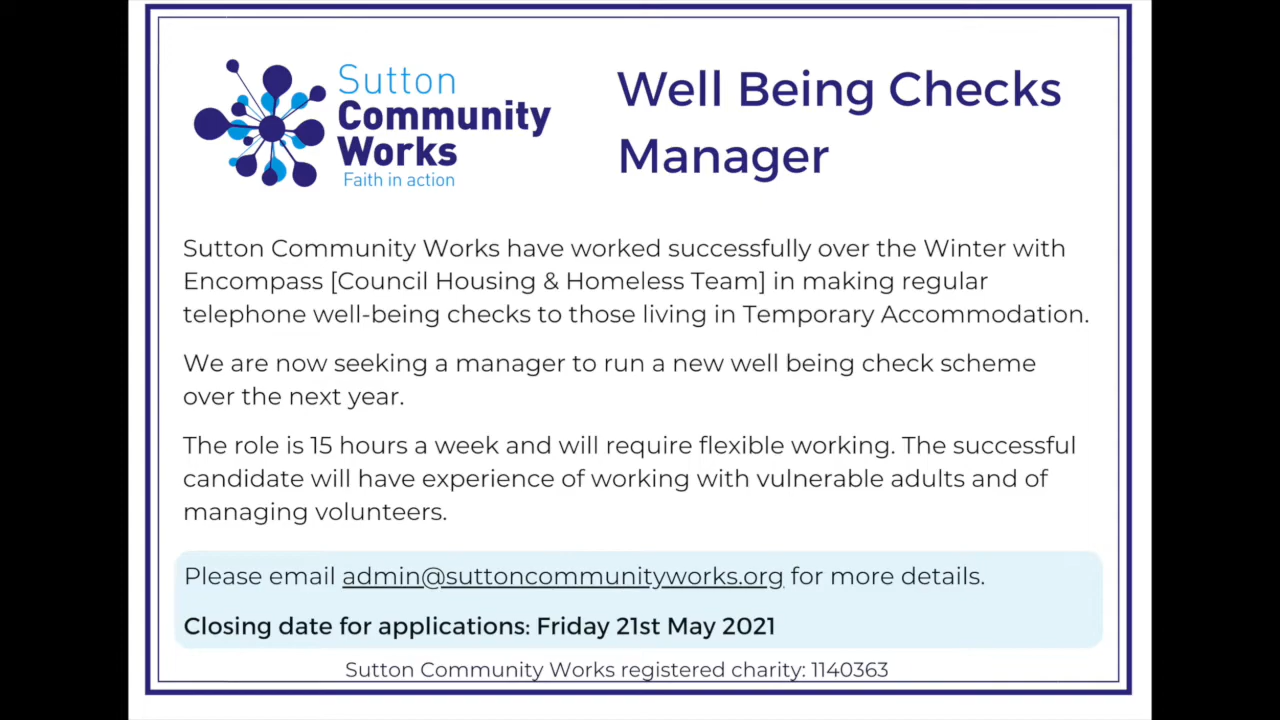 Sutton
Community
Works
Faith in action
Well Being Checks
Manager
Sutton Community Works have worked successfully over the Winter with
Encompass [Council Housing & Homeless Team] in making regular
telephone well-being checks to those living in Temporary Accommodation.
We are now seeking a manager to run a new well being check scheme
over the next year.
The role is 15 hours a week and will require flexible working. The successful
candidate will have experience of working with vulnerable adults and of
managing volunteers.
Please email admin@suttoncommunityworks.org for more details.
Closing date for applications: Friday 21st May 2021
Sutton Community Works registered charity: 1140363